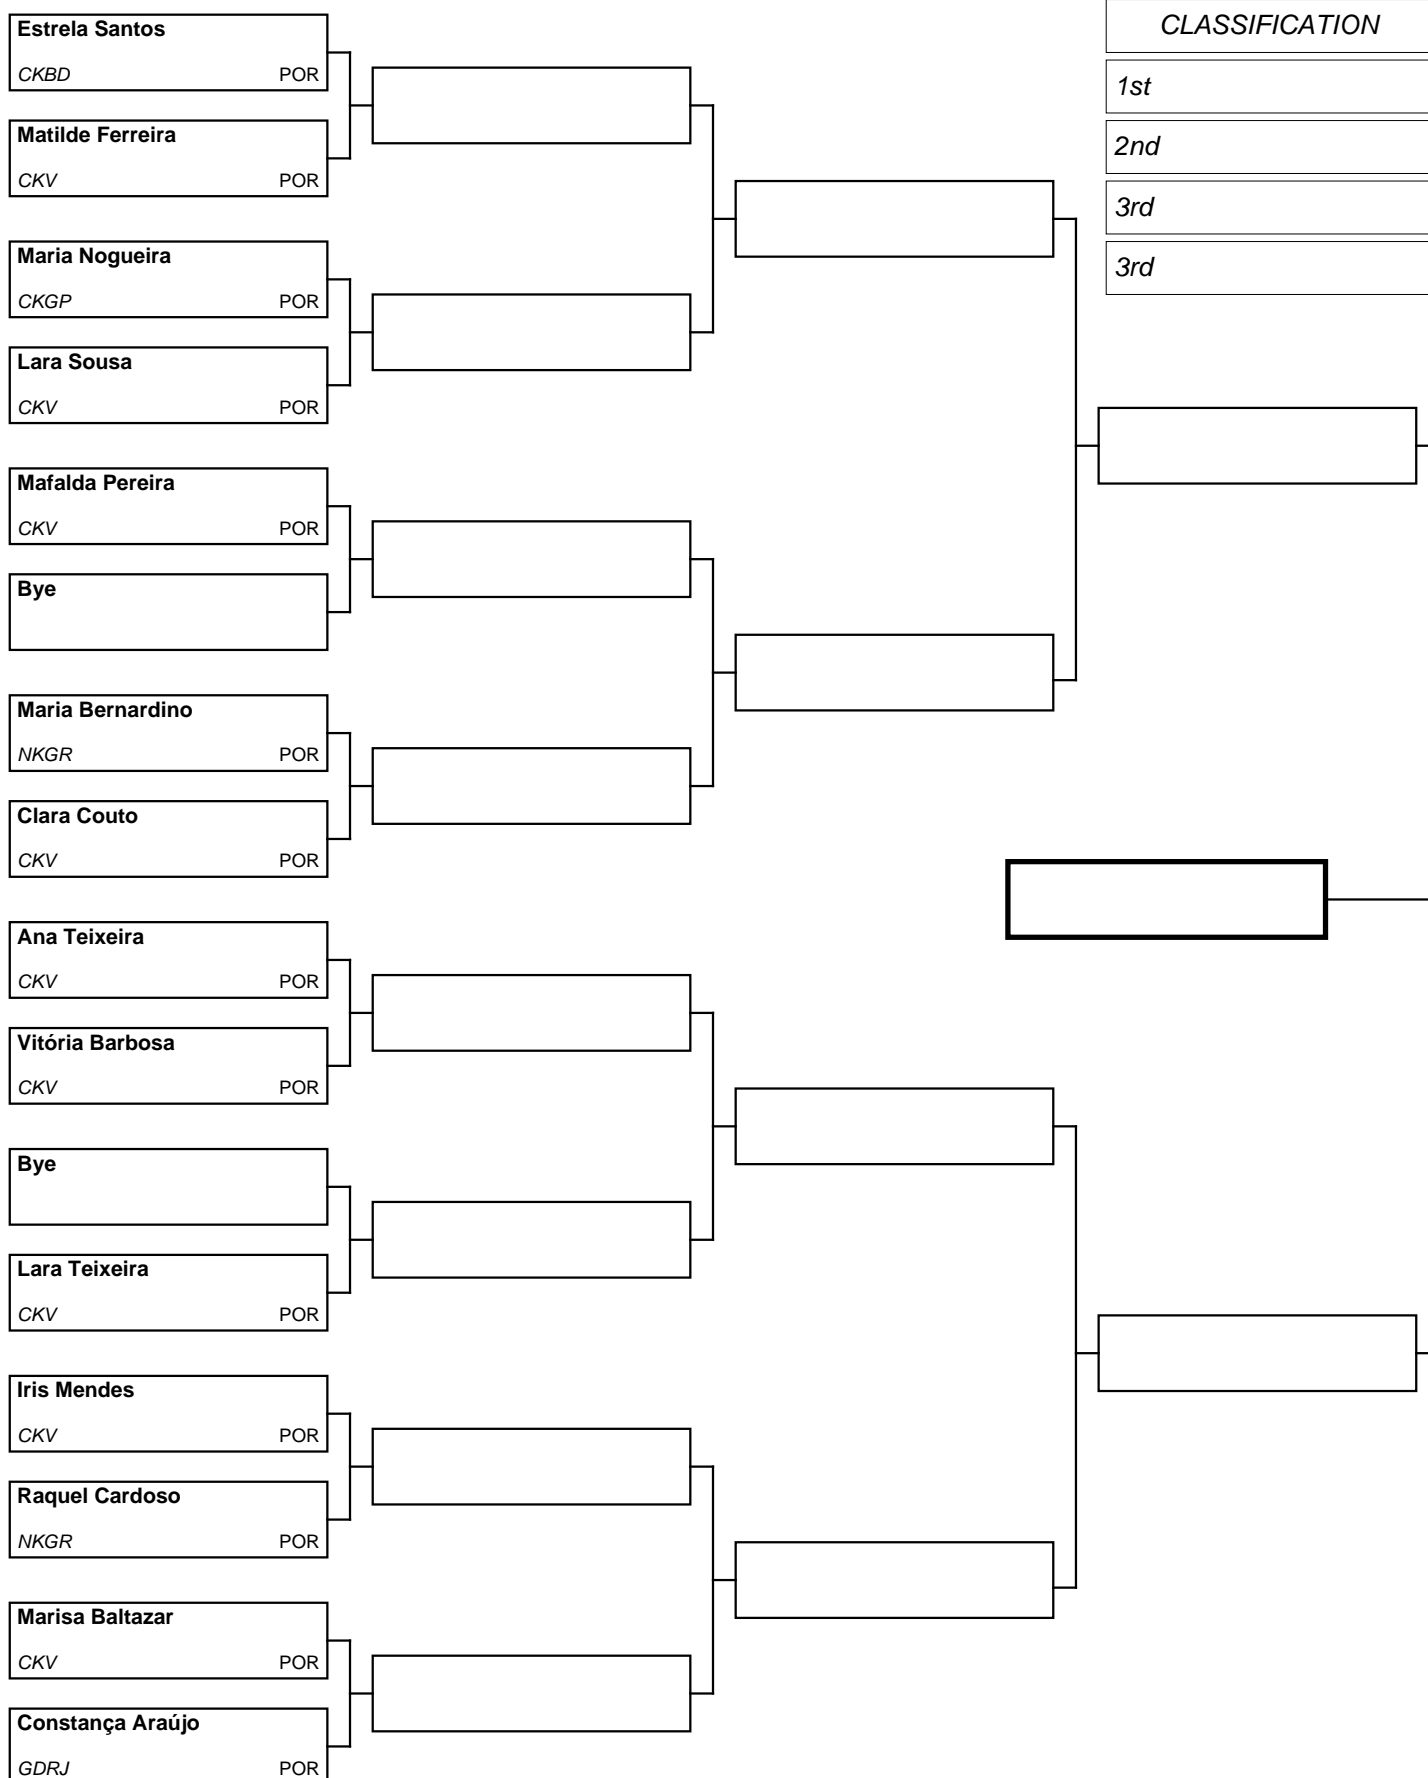 Estrela Santos
CKBD POR
Matilde Ferreira
CKV POR
Maria Nogueira
CKGP POR
Lara Sousa
CKV POR
Mafalda Pereira
CKV POR
Bye
Maria Bernardino
NKGR POR
Clara Couto
CKV POR
Ana Teixeira
CKV POR
Vitória Barbosa
CKV POR
Bye
Lara Teixeira
CKV POR
Iris Mendes
CKV POR
Raquel Cardoso
NKGR POR
Marisa Baltazar
CKV POR
Constança Araújo
GDRJ POR
CLASSIFICATION
1st
2nd
3rd
3rd